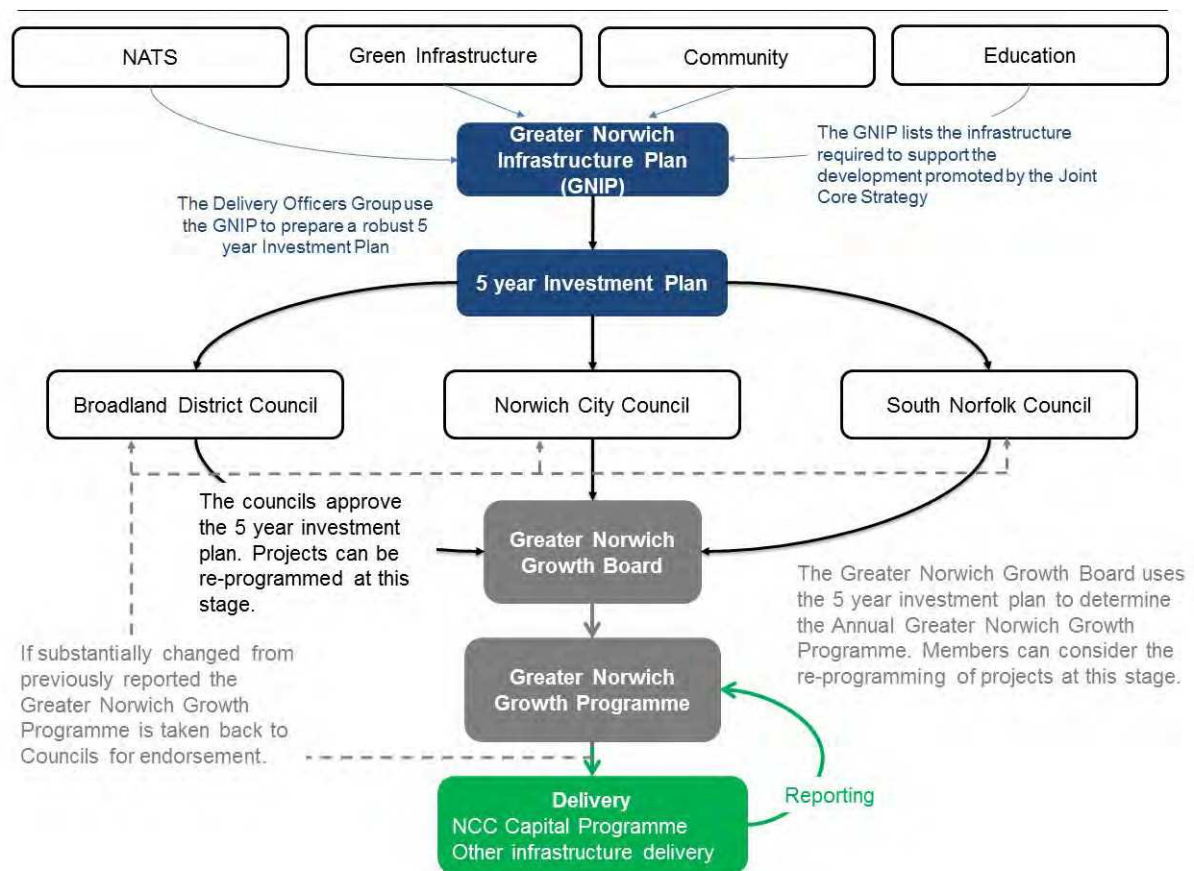 NATS
Green Infrastructure
Community
Education
Greater Norwich
Infrastructure Plan
(GNIP)
The GNIP lists the infrastructure
required to support the
development promoted by the Joint
Core Strategy
The Delivery Officers Group use
the GNIP to prepare a robust 5
year Investment Plan
5 year Investment Plan
Broadland District Council
Norwich City Council
South Norfolk Council
The councils approve
the 5 year investment
plan. Projects can be
re-programmed at this
stage.
Greater Norwich
Growth Board
The Greater Norwich Growth Board uses
the 5 year investment plan to determine
the Annual Greater Norwich Growth
Programme. Members can consider the
re-programming of projects at this stage.
If substantially changed from
previously reported the
Greater Norwich Growth
Programme is taken back to
Councils for endorsement.
Greater Norwich
Growth Programme
Delivery
NCC Capital Programme
Other infrastructure delivery
Reporting